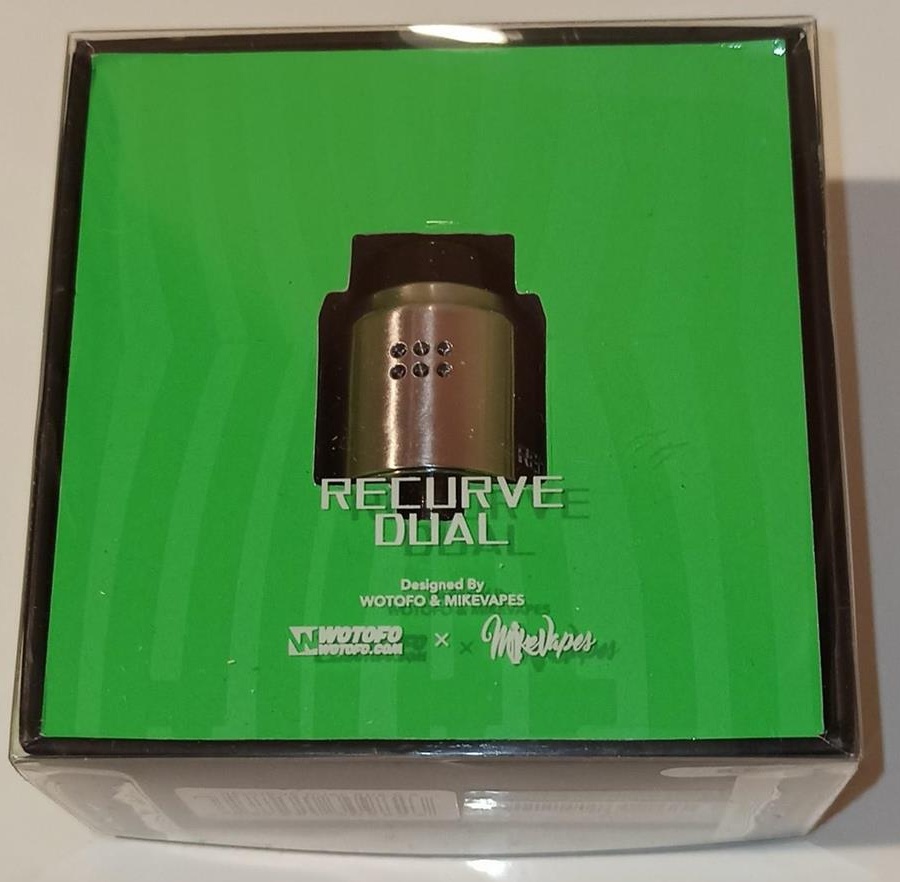 RECURVE
DUAL
Designed By
WOTOFO & MIKEVAPES
WOTOFO × MikeVapes
WOTOFO.COM